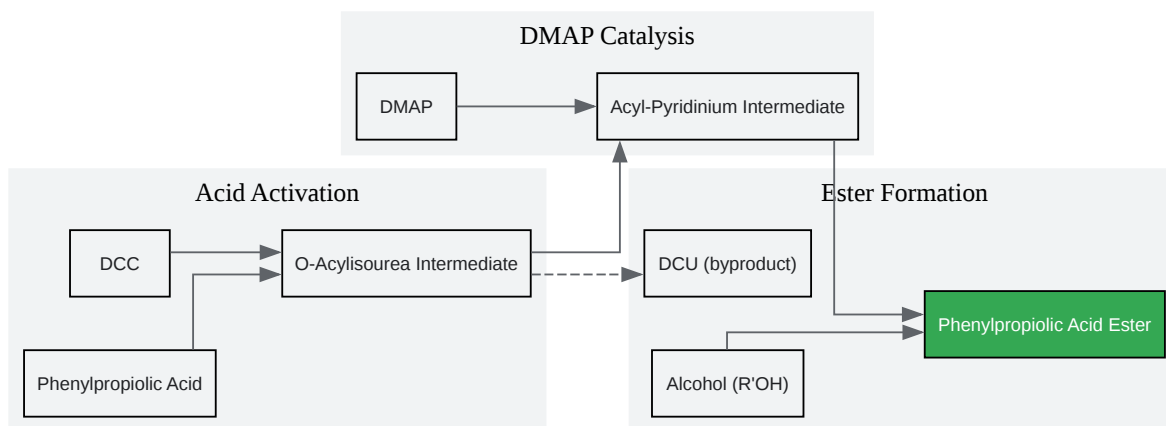 DMAP Catalysis
DMAP
Acyl-Pyridinium Intermediate
Acid Activation
DCC
O-Acylisourea Intermediate
Phenylpropiolic Acid
Ester Formation
DCU (byproduct)
Phenylpropiolic Acid Ester
Alcohol (R'OH)